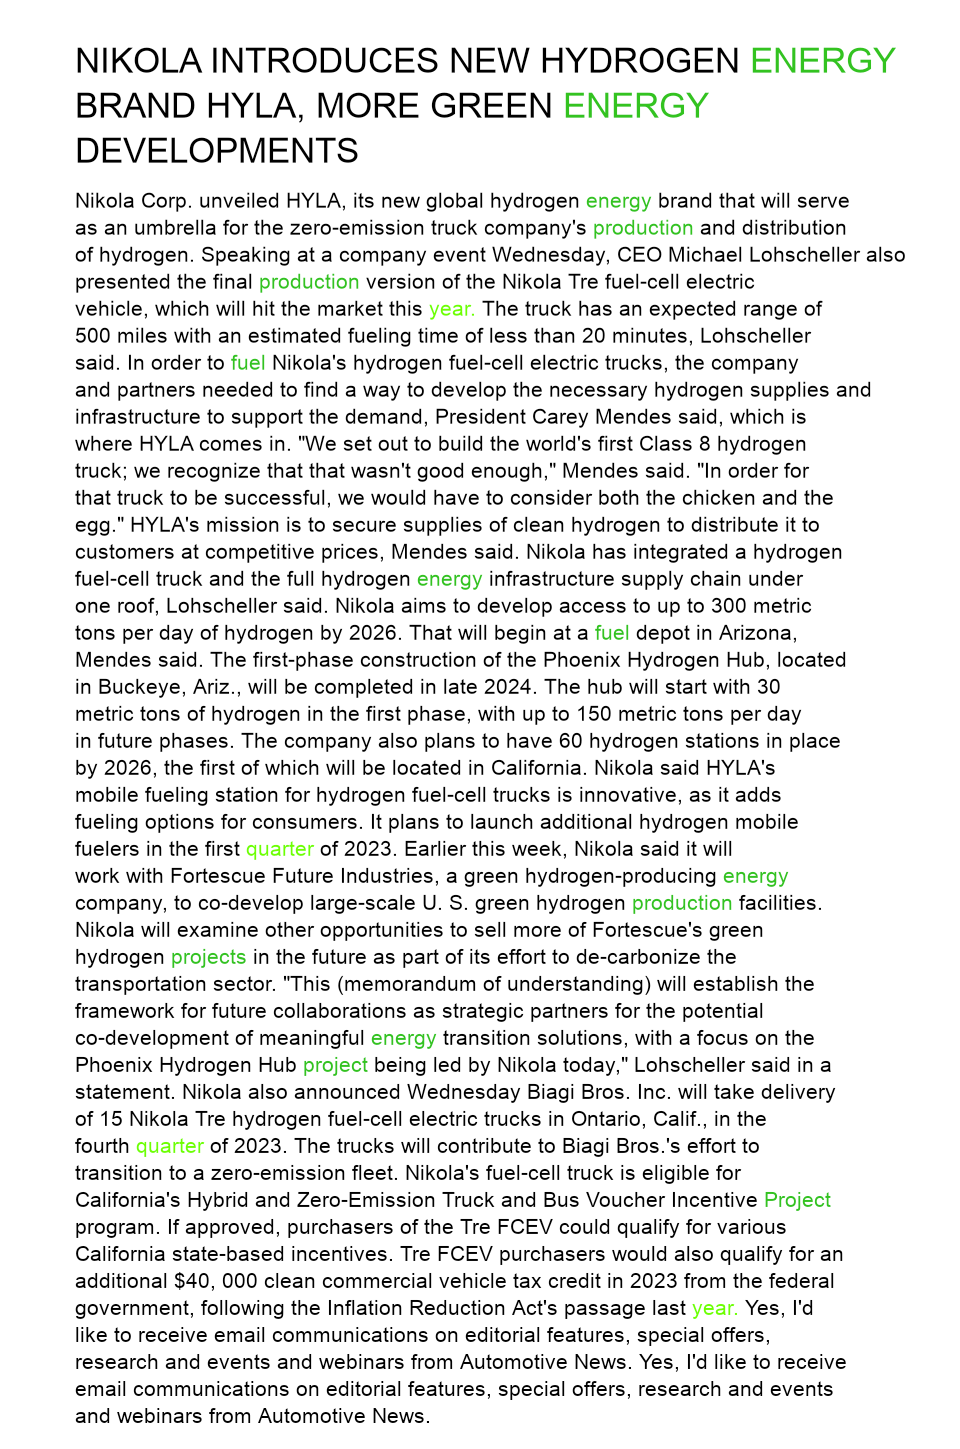 NIKOLA INTRODUCES NEW HYDROGEN ENERGY
BRAND HYLA, MORE GREEN ENERGY
DEVELOPMENTS
Nikola Corp. unveiled HYLA, its new global hydrogen energy brand that will serve
as an umbrella for the zero-emission truck company's production and distribution
of hydrogen. Speaking at a company event Wednesday, CEO Michael Lohscheller also
presented the final production version of the Nikola Tre fuel-cell electric
vehicle, which will hit the market this year. The truck has an expected range of
500 miles with an estimated fueling time of less than 20 minutes, Lohscheller
said. In order to fuel Nikola's hydrogen fuel-cell electric trucks, the company
and partners needed to find a way to develop the necessary hydrogen supplies and
infrastructure to support the demand, President Carey Mendes said, which is
where HYLA comes in. "We set out to build the world's first Class 8 hydrogen
truck; we recognize that that wasn't good enough," Mendes said. "In order for
that truck to be successful, we would have to consider both the chicken and the
egg." HYLA's mission is to secure supplies of clean hydrogen to distribute it to
customers at competitive prices, Mendes said. Nikola has integrated a hydrogen
fuel-cell truck and the full hydrogen energy infrastructure supply chain under
one roof, Lohscheller said. Nikola aims to develop access to up to 300 metric
tons per day of hydrogen by 2026. That will begin at a fuel depot in Arizona,
Mendes said. The first-phase construction of the Phoenix Hydrogen Hub, located
in Buckeye, Ariz., will be completed in late 2024. The hub will start with 30
metric tons of hydrogen in the first phase, with up to 150 metric tons per day
in future phases. The company also plans to have 60 hydrogen stations in place
by 2026, the first of which will be located in California. Nikola said HYLA's
mobile fueling station for hydrogen fuel-cell trucks is innovative, as it adds
fueling options for consumers. It plans to launch additional hydrogen mobile
fuelers in the first quarter of 2023. Earlier this week, Nikola said it will
work with Fortescue Future Industries, a green hydrogen-producing energy
company, to co-develop large-scale U. S. green hydrogen production facilities.
Nikola will examine other opportunities to sell more of Fortescue's green
hydrogen projects in the future as part of its effort to de-carbonize the
transportation sector. "This (memorandum of understanding) will establish the
framework for future collaborations as strategic partners for the potential
co-development of meaningful energy transition solutions, with a focus on the
Phoenix Hydrogen Hub project being led by Nikola today," Lohscheller said in a
statement. Nikola also announced Wednesday Biagi Bros. Inc. will take delivery
of 15 Nikola Tre hydrogen fuel-cell electric trucks in Ontario, Calif., in the
fourth quarter of 2023. The trucks will contribute to Biagi Bros.'s effort to
transition to a zero-emission fleet. Nikola's fuel-cell truck is eligible for
California's Hybrid and Zero-Emission Truck and Bus Voucher Incentive Project
program. If approved, purchasers of the Tre FCEV could qualify for various
California state-based incentives. Tre FCEV purchasers would also qualify for an
additional $40, 000 clean commercial vehicle tax credit in 2023 from the federal
government, following the Inflation Reduction Act's passage last year. Yes, I'd
like to receive email communications on editorial features, special offers,
research and events and webinars from Automotive News. Yes, I'd like to receive
email communications on editorial features, special offers, research and events
and webinars from Automotive News.